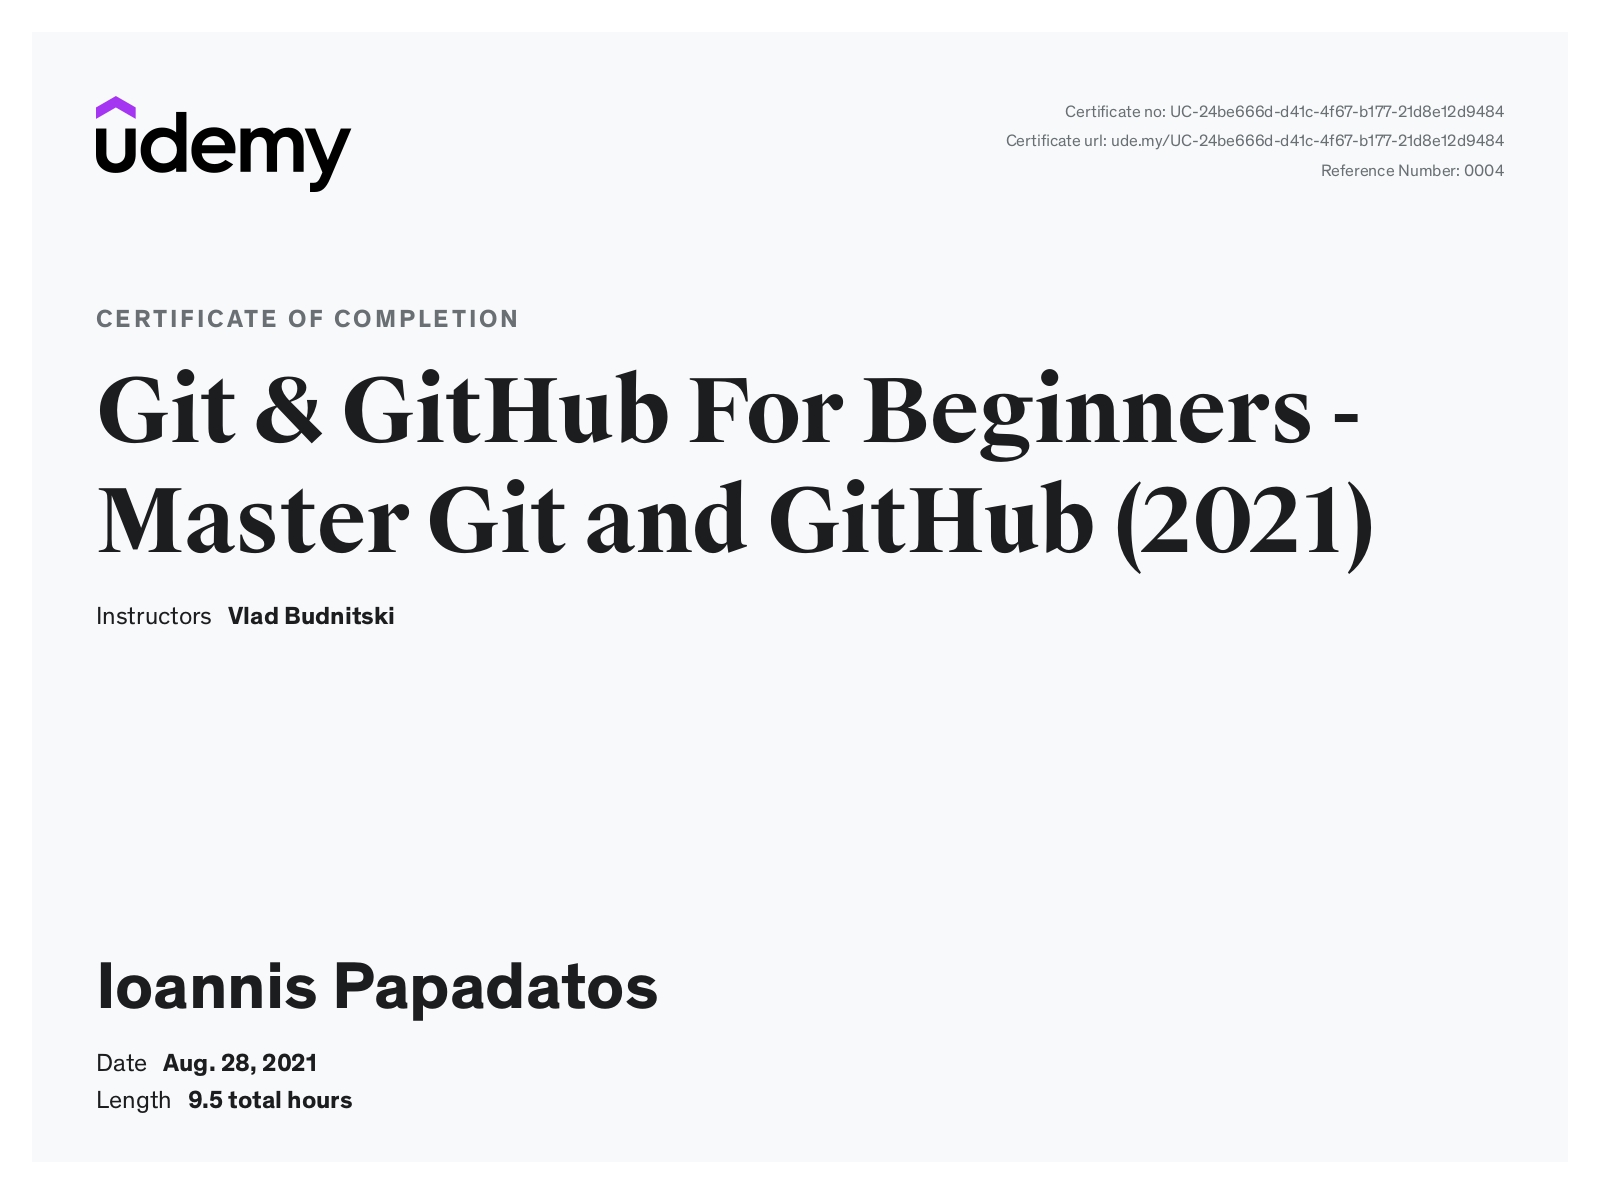 udemy
Certificate no: UC-24be666d-d41c-4f67-b177-21d8e12d9484
Certificate url: ude.my/UC-24be666d-d41c-4f67-b177-21d8e12d9484
Reference Number: 0004
CERTIFICATE OF COMPLETION
Git & GitHub For Beginners -
Master Git and GitHub (2021)
Instructors Vlad Budnitski
Ioannis Papadatos
Date Aug. 28, 2021
Length 9.5 total hours